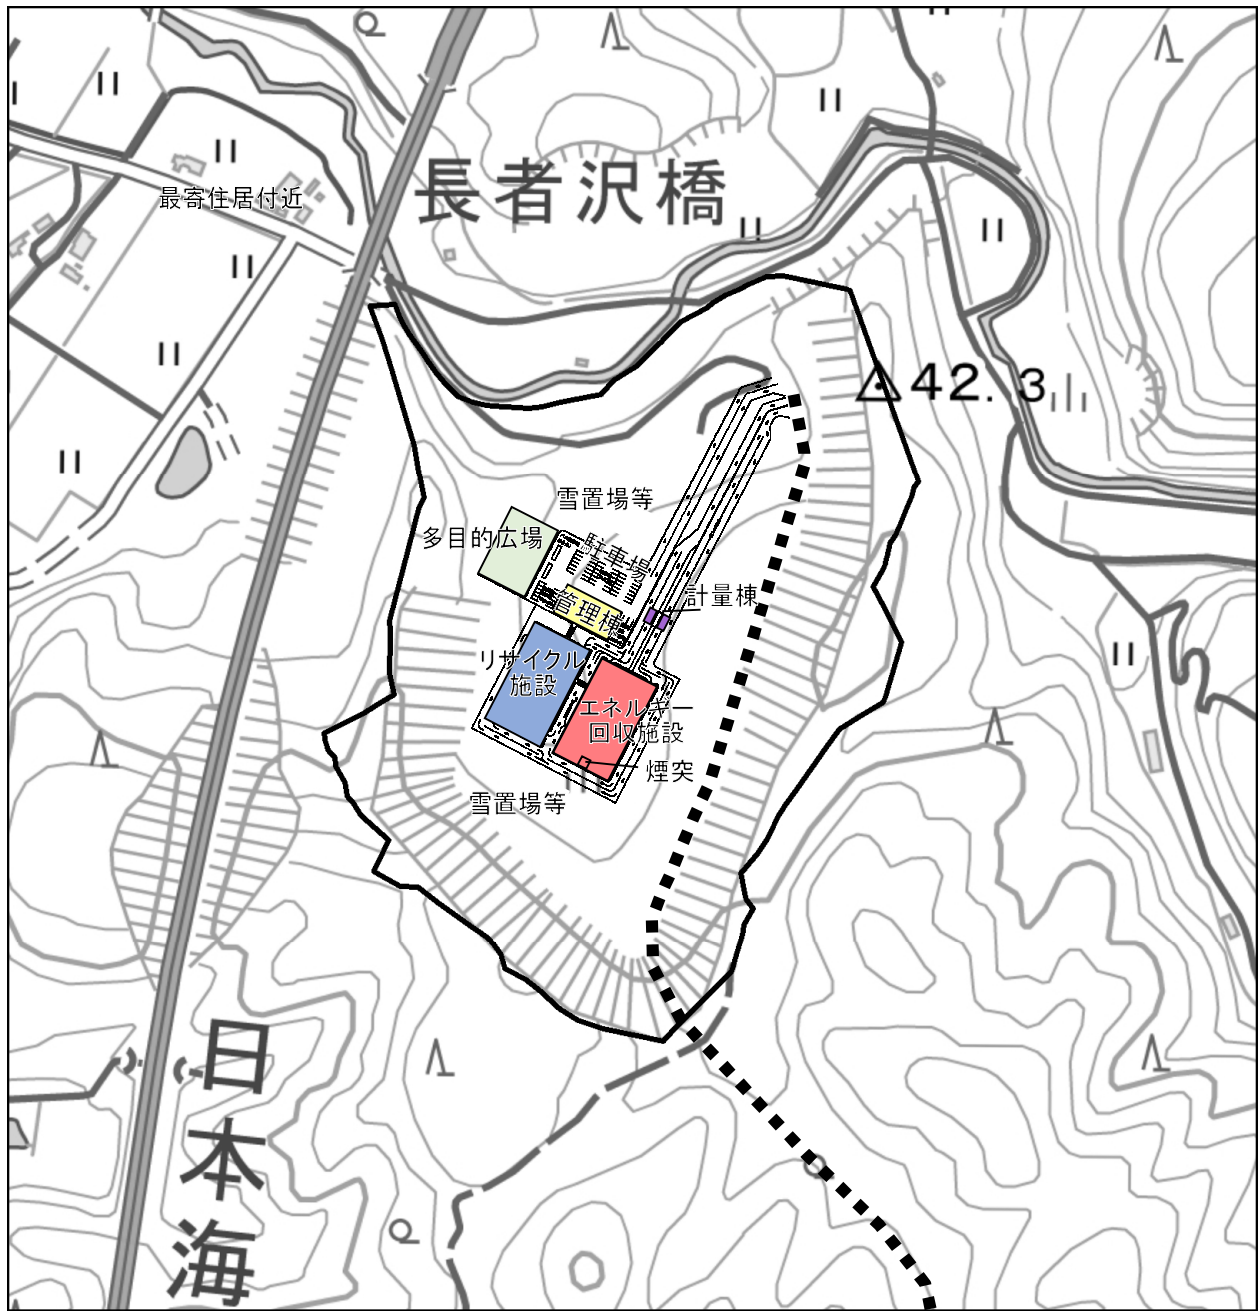 長者沢橋
最寄住居付近
42.3
雪置場等
多目的広場
駐車場
計量棟
管理棟
リサイクル
施設
エネルギー
回収施設
煙突
雪置場等
日本海